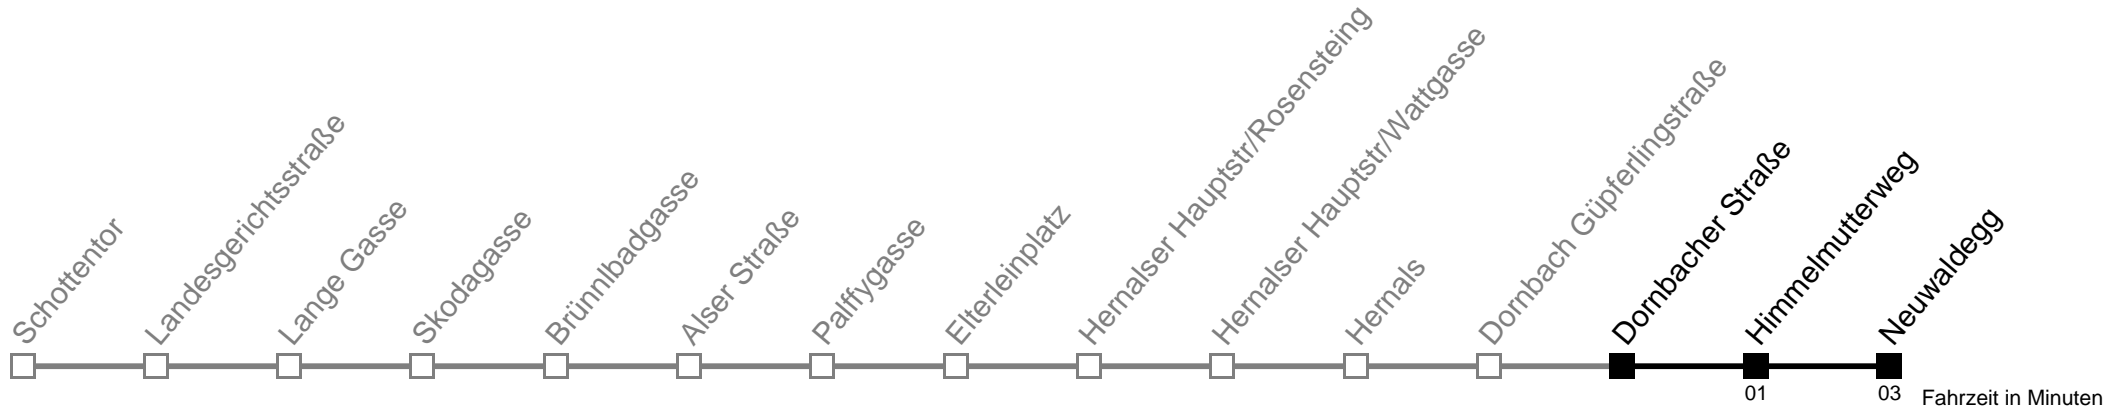 Schottentor
Landesgerichtsstraße
Lange Gasse
Skodagasse
Brünnlbadgasse
Alser Straße
Palffygasse
Elterleinplatz
Hernalser Hauptstr/Rosensteing
Hernalser Hauptstr/Wattgasse
Hernals
Dornbach Güpferlingstraße
Dornbacher Straße
Himmelmutterweg
Neuwaldegg
01
03
Fahrzeit in Minuten